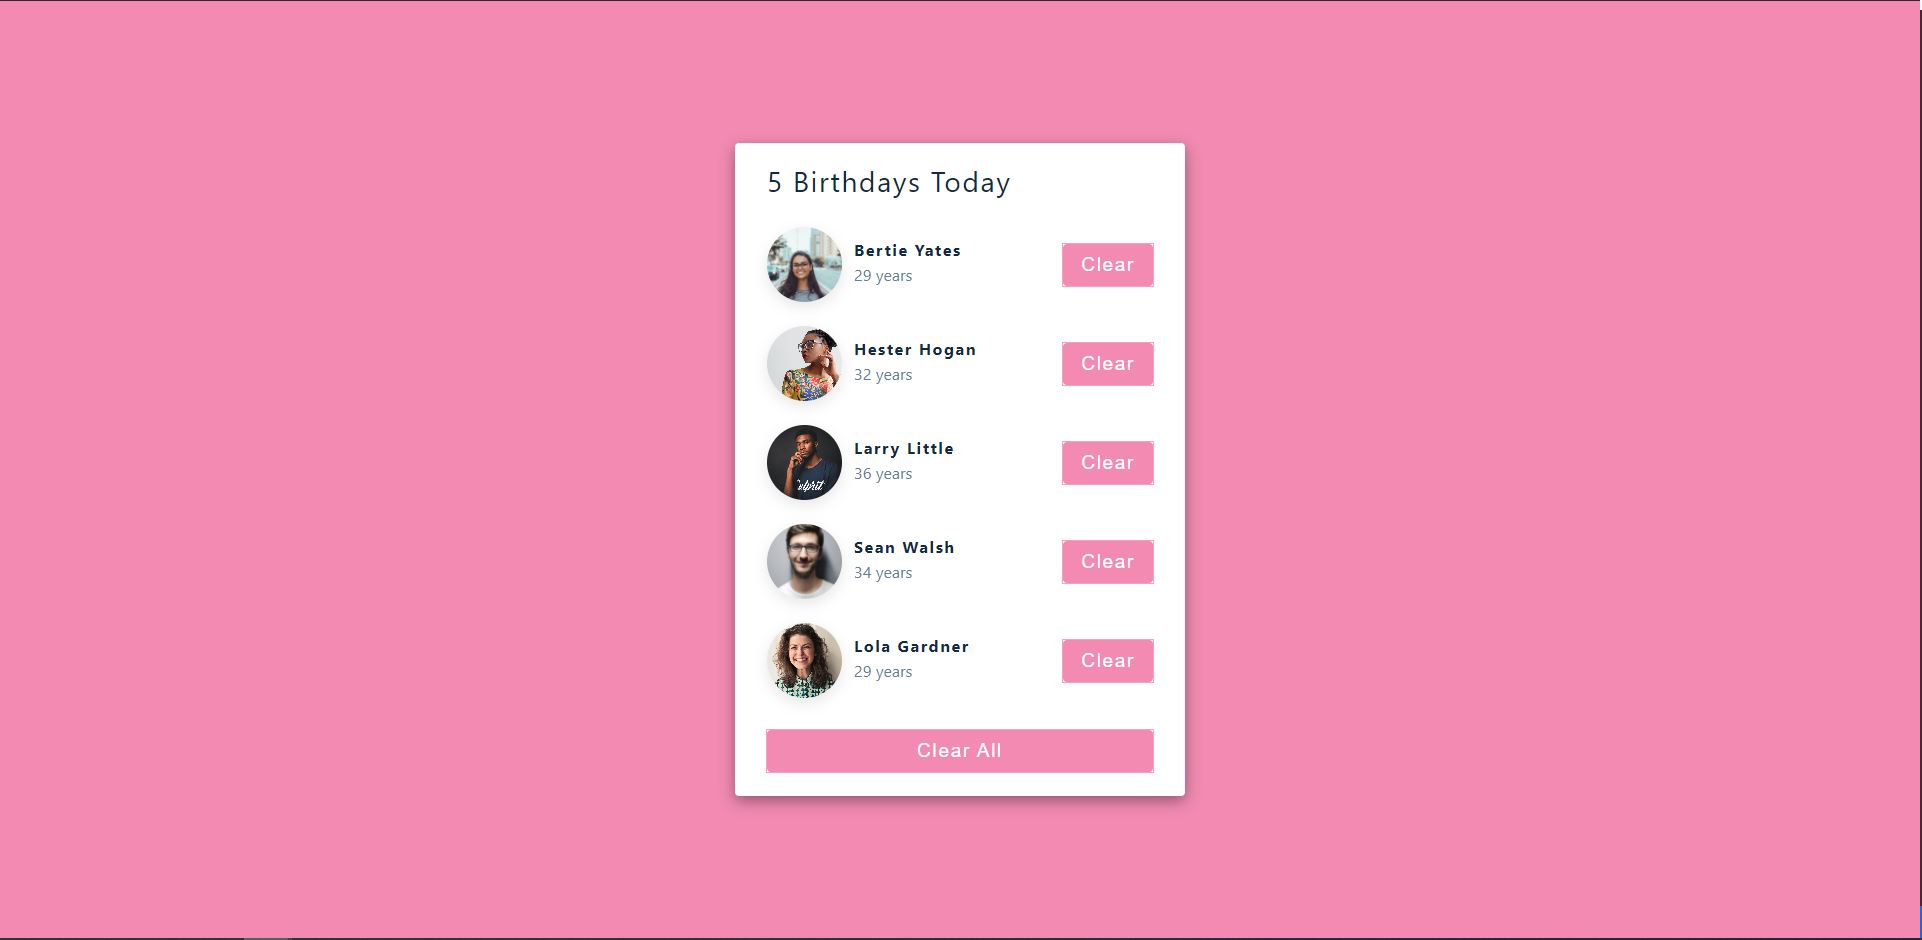 5 Birthdays Today
Bertie Yates
29 years
Clear
Hester Hogan
32 years
Clear
Larry Little
36 years
Clear
Sean Walsh
34 years
Clear
Lola Gardner
29 years
Clear
Clear All